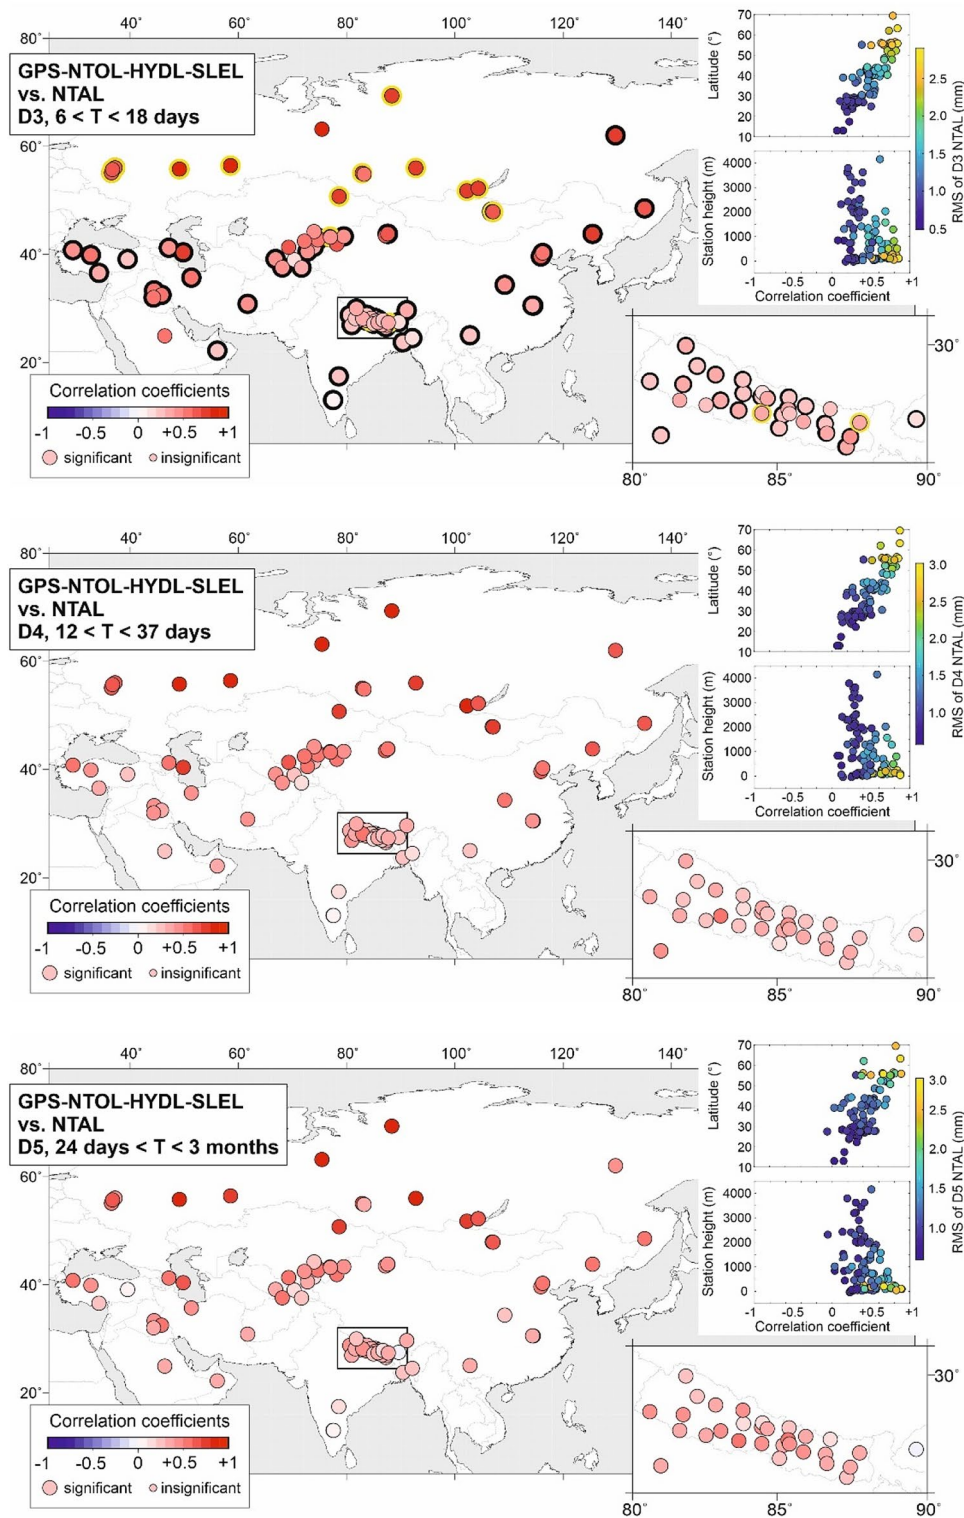 40° 60° 80° 100° 120° 140°
80°
60°
40°
20°
GPS-NTOL-HYDL-SLEL
vs. NTAL
D3, 6 < T < 18 days
Correlation coefficients
-1 -0.5 0 +0.5 +1
significant insignificant
70
60
50
40
30
20
10
Latitude (°)
4000
3000
2000
1000
0
Station height (m)
-1 -0.5 0 +0.5 +1
Correlation coefficient
2.5
2.0
1.5
1.0
0.5
RMS of D3 NTAL (mm)
30°
80° 85° 90°
40° 60° 80° 100° 120° 140°
80°
60°
40°
20°
GPS-NTOL-HYDL-SLEL
vs. NTAL
D4, 12 < T < 37 days
Correlation coefficients
-1 -0.5 0 +0.5 +1
significant insignificant
70
60
50
40
30
20
10
Latitude (°)
4000
3000
2000
1000
0
Station height (m)
-1 -0.5 0 +0.5 +1
Correlation coefficient
3.0
2.5
2.0
1.5
1.0
RMS of D4 NTAL (mm)
30°
80° 85° 90°
40° 60° 80° 100° 120° 140°
80°
60°
40°
20°
GPS-NTOL-HYDL-SLEL
vs. NTAL
D5, 24 days < T < 3 months
Correlation coefficients
-1 -0.5 0 +0.5 +1
significant insignificant
70
60
50
40
30
20
10
Latitude (°)
4000
3000
2000
1000
0
Station height (m)
-1 -0.5 0 +0.5 +1
Correlation coefficient
3.0
2.5
2.0
1.5
1.0
RMS of D5 NTAL (mm)
30°
80° 85° 90°